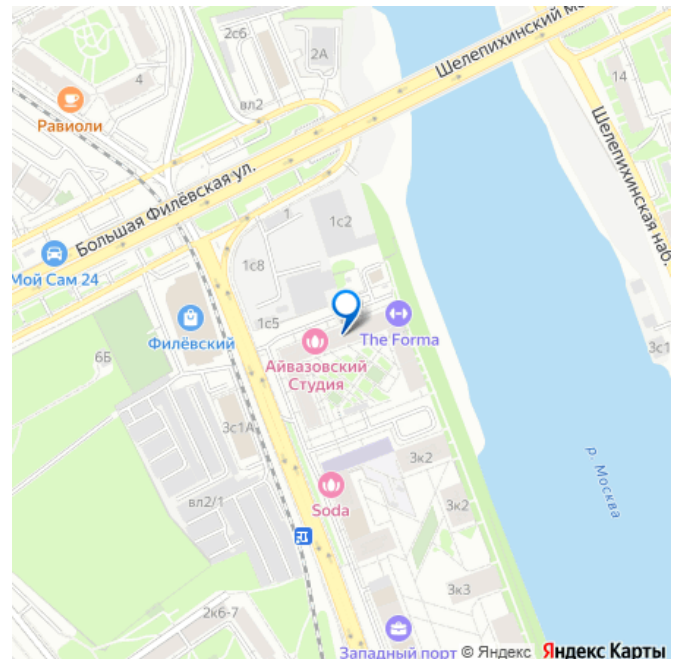 2с6
2А
Шелепихинский м
4
вл2
14
Равиоли
Шелепихинская наб.
Большая Филёвская ул.
1
1с2
Мой Сам 24
1с8
1с5
Филёвский
The Forma
6Б
Айвазовский
Студия
3с1
3с1А
3к2
р. Москва
вл2/1
Soda
3к2
3к3
2к6-7
Западный порт
© Яндекс Яндекс Карты